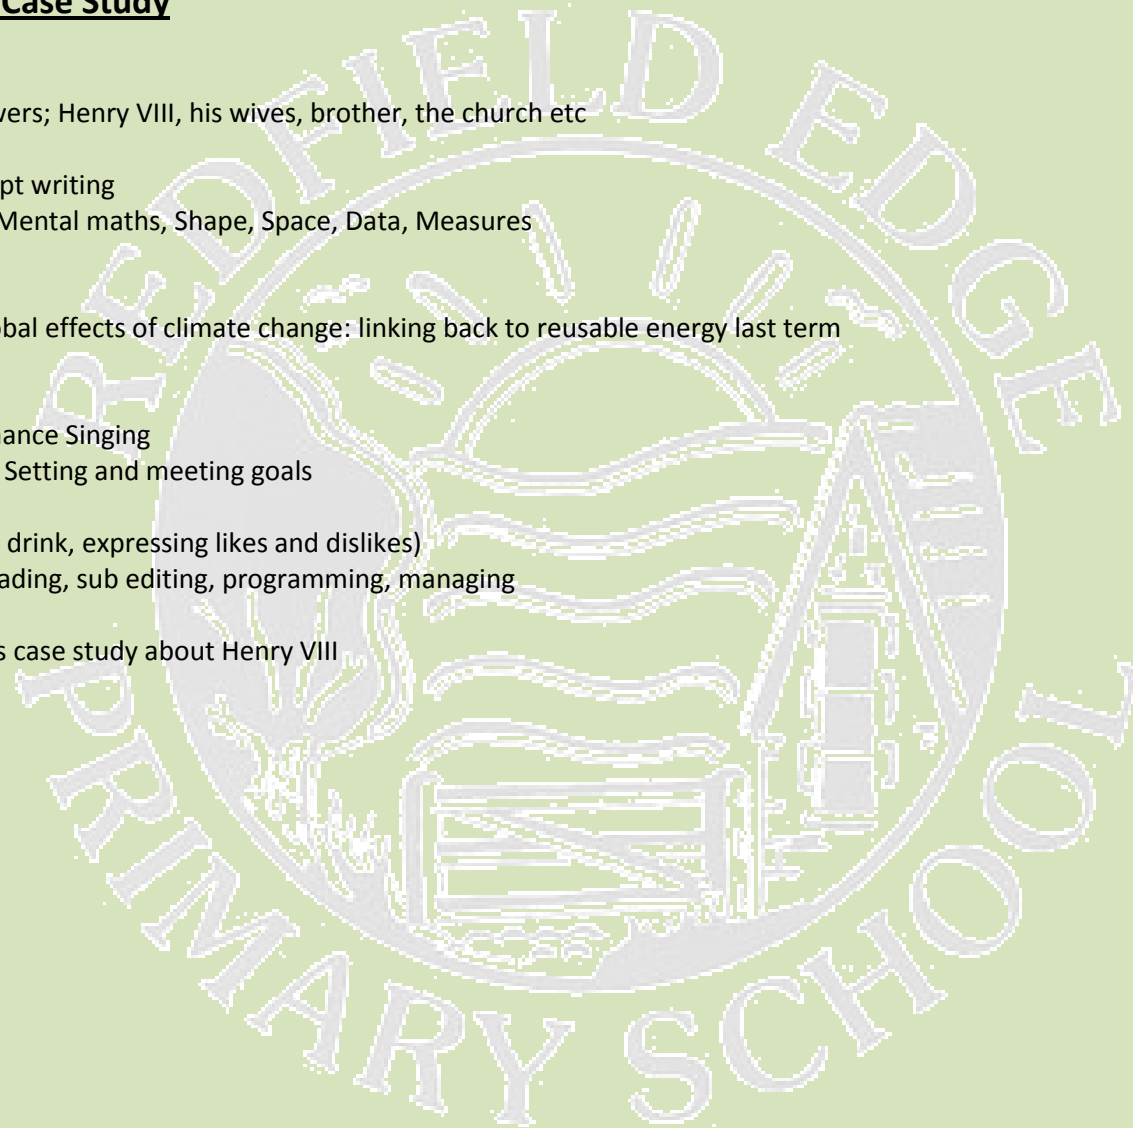 Case Study
vers; Henry VIII, his wives, brother, the church etc
pt writing
Mental maths, Shape, Space, Data, Measures
obal effects of climate change: linking back to reusable energy last term
nance Singing
Setting and meeting goals
drink, expressing likes and dislikes)
ading, sub editing, programming, managing
s case study about Henry VIII
REDFIELD EDGE
PRIMARY SCHOOL